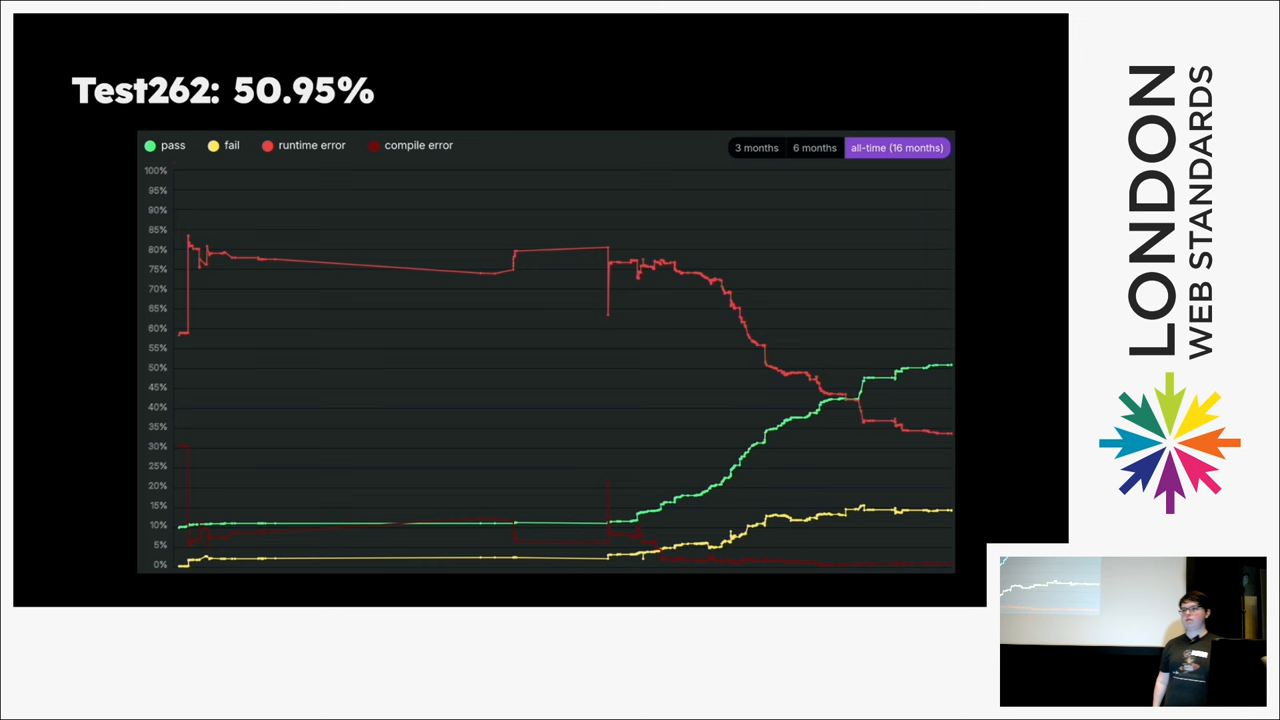 Test262: 50.95%
pass
fail
runtime error
compile error
3 months
6 months
all-time (16 months)
100%
95%
90%
85%
80%
75%
70%
65%
60%
55%
50%
45%
40%
35%
30%
25%
20%
15%
10%
5%
0%
LONDON
WEB STANDARDS